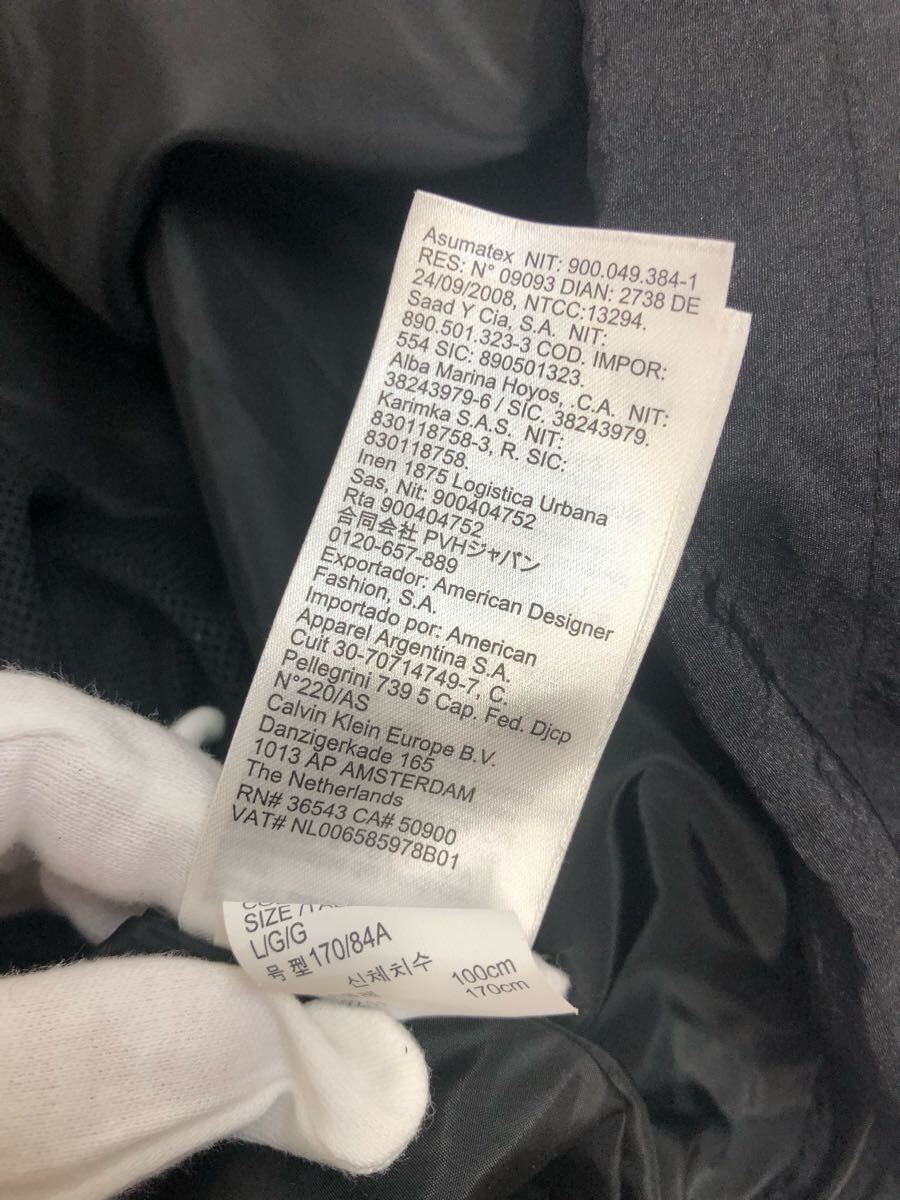 Asumatex NIT: 900.049.384-1
RES: N° 09093 DIAN: 2738 DE
24/09/2008, NTCC:13294.
Saad Y Cia, S.A. NIT:
890.501.323-3 COD. IMPOR:
554 SIC: 890501323.
Alba Marina Hoyos, .C.A. NIT:
38243979-6 / SIC. 38243979.
Karimka S.A.S. NIT:
830118758-3, R. SIC:
830118758.
Inen 1875 Logistica Urbana
Sas, Nit: 900404752
Rta 900404752
合同会社 PVHジャパン
0120-657-889
Exportador: American Designer
Fashion, S.A.
Importado por: American
Apparel Argentina S.A.
Cuit 30-70714749-7, C.
Pellegrini 739 5 Cap. Fed. Djcp
N°220/AS
Calvin Klein Europe B.V.
Danzigerkade 165
1013 AP AMSTERDAM
The Netherlands
RN# 36543 CA# 50900
VAT# NL006585978B01
SIZE
L/G/G
号型170/84A
신체치수 100cm
170cm